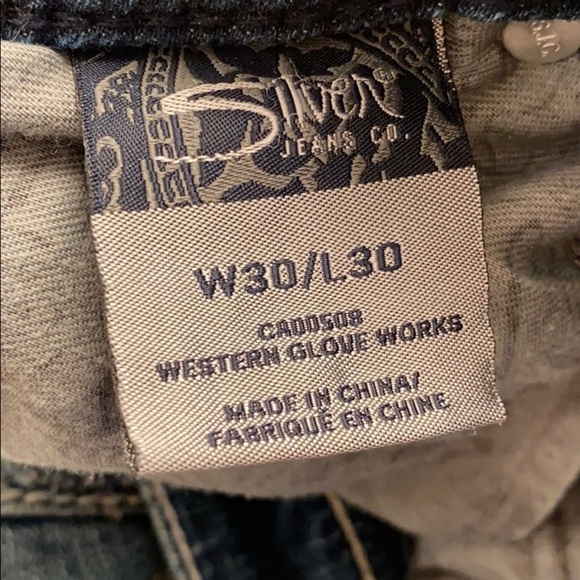 S.J.C.
Silver®
JEANS CO.
W30/L30
CA00508
WESTERN GLOVE WORKS
MADE IN CHINA/
FABRIQUÉ EN CHINE